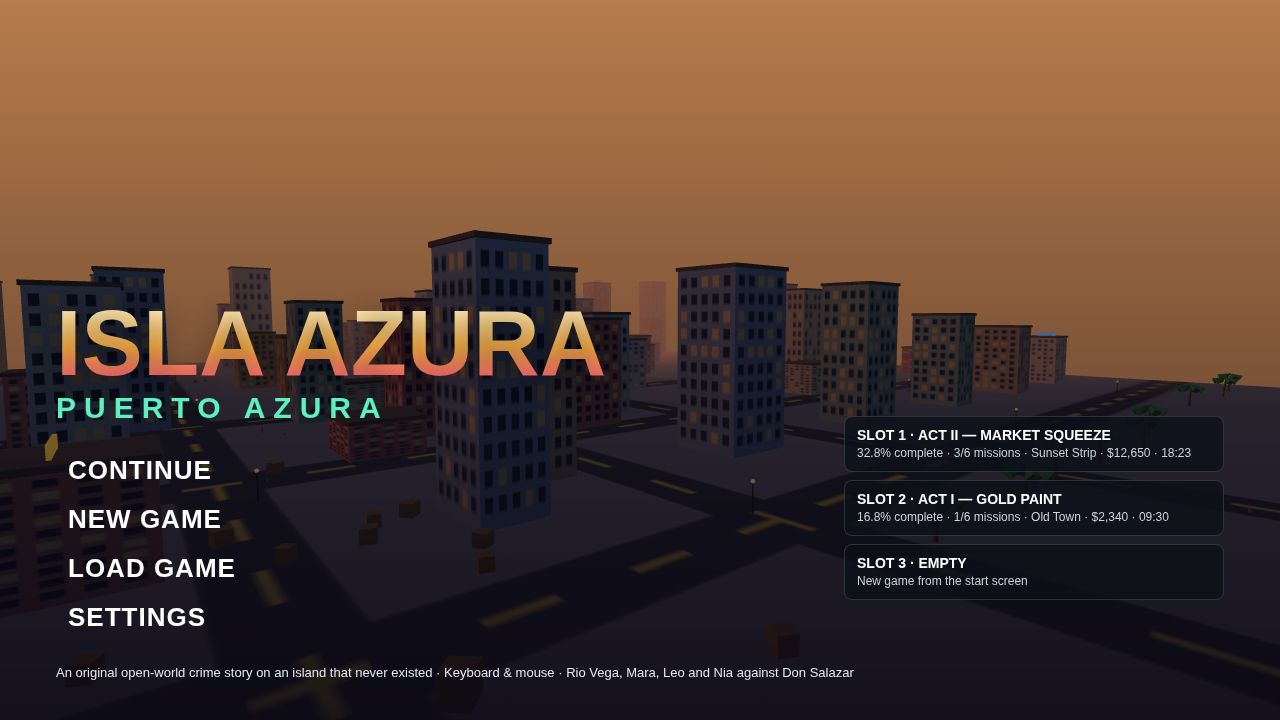 ISLA AZURA
PUERTO AZURA
CONTINUE
NEW GAME
LOAD GAME
SETTINGS
SLOT 1 · ACT II — MARKET SQUEEZE
32.8% complete · 3/6 missions · Sunset Strip · $12,650 · 18:23
SLOT 2 · ACT I — GOLD PAINT
16.8% complete · 1/6 missions · Old Town · $2,340 · 09:30
SLOT 3 · EMPTY
New game from the start screen
An original open-world crime story on an island that never existed · Keyboard & mouse · Rio Vega, Mara, Leo and Nia against Don Salazar